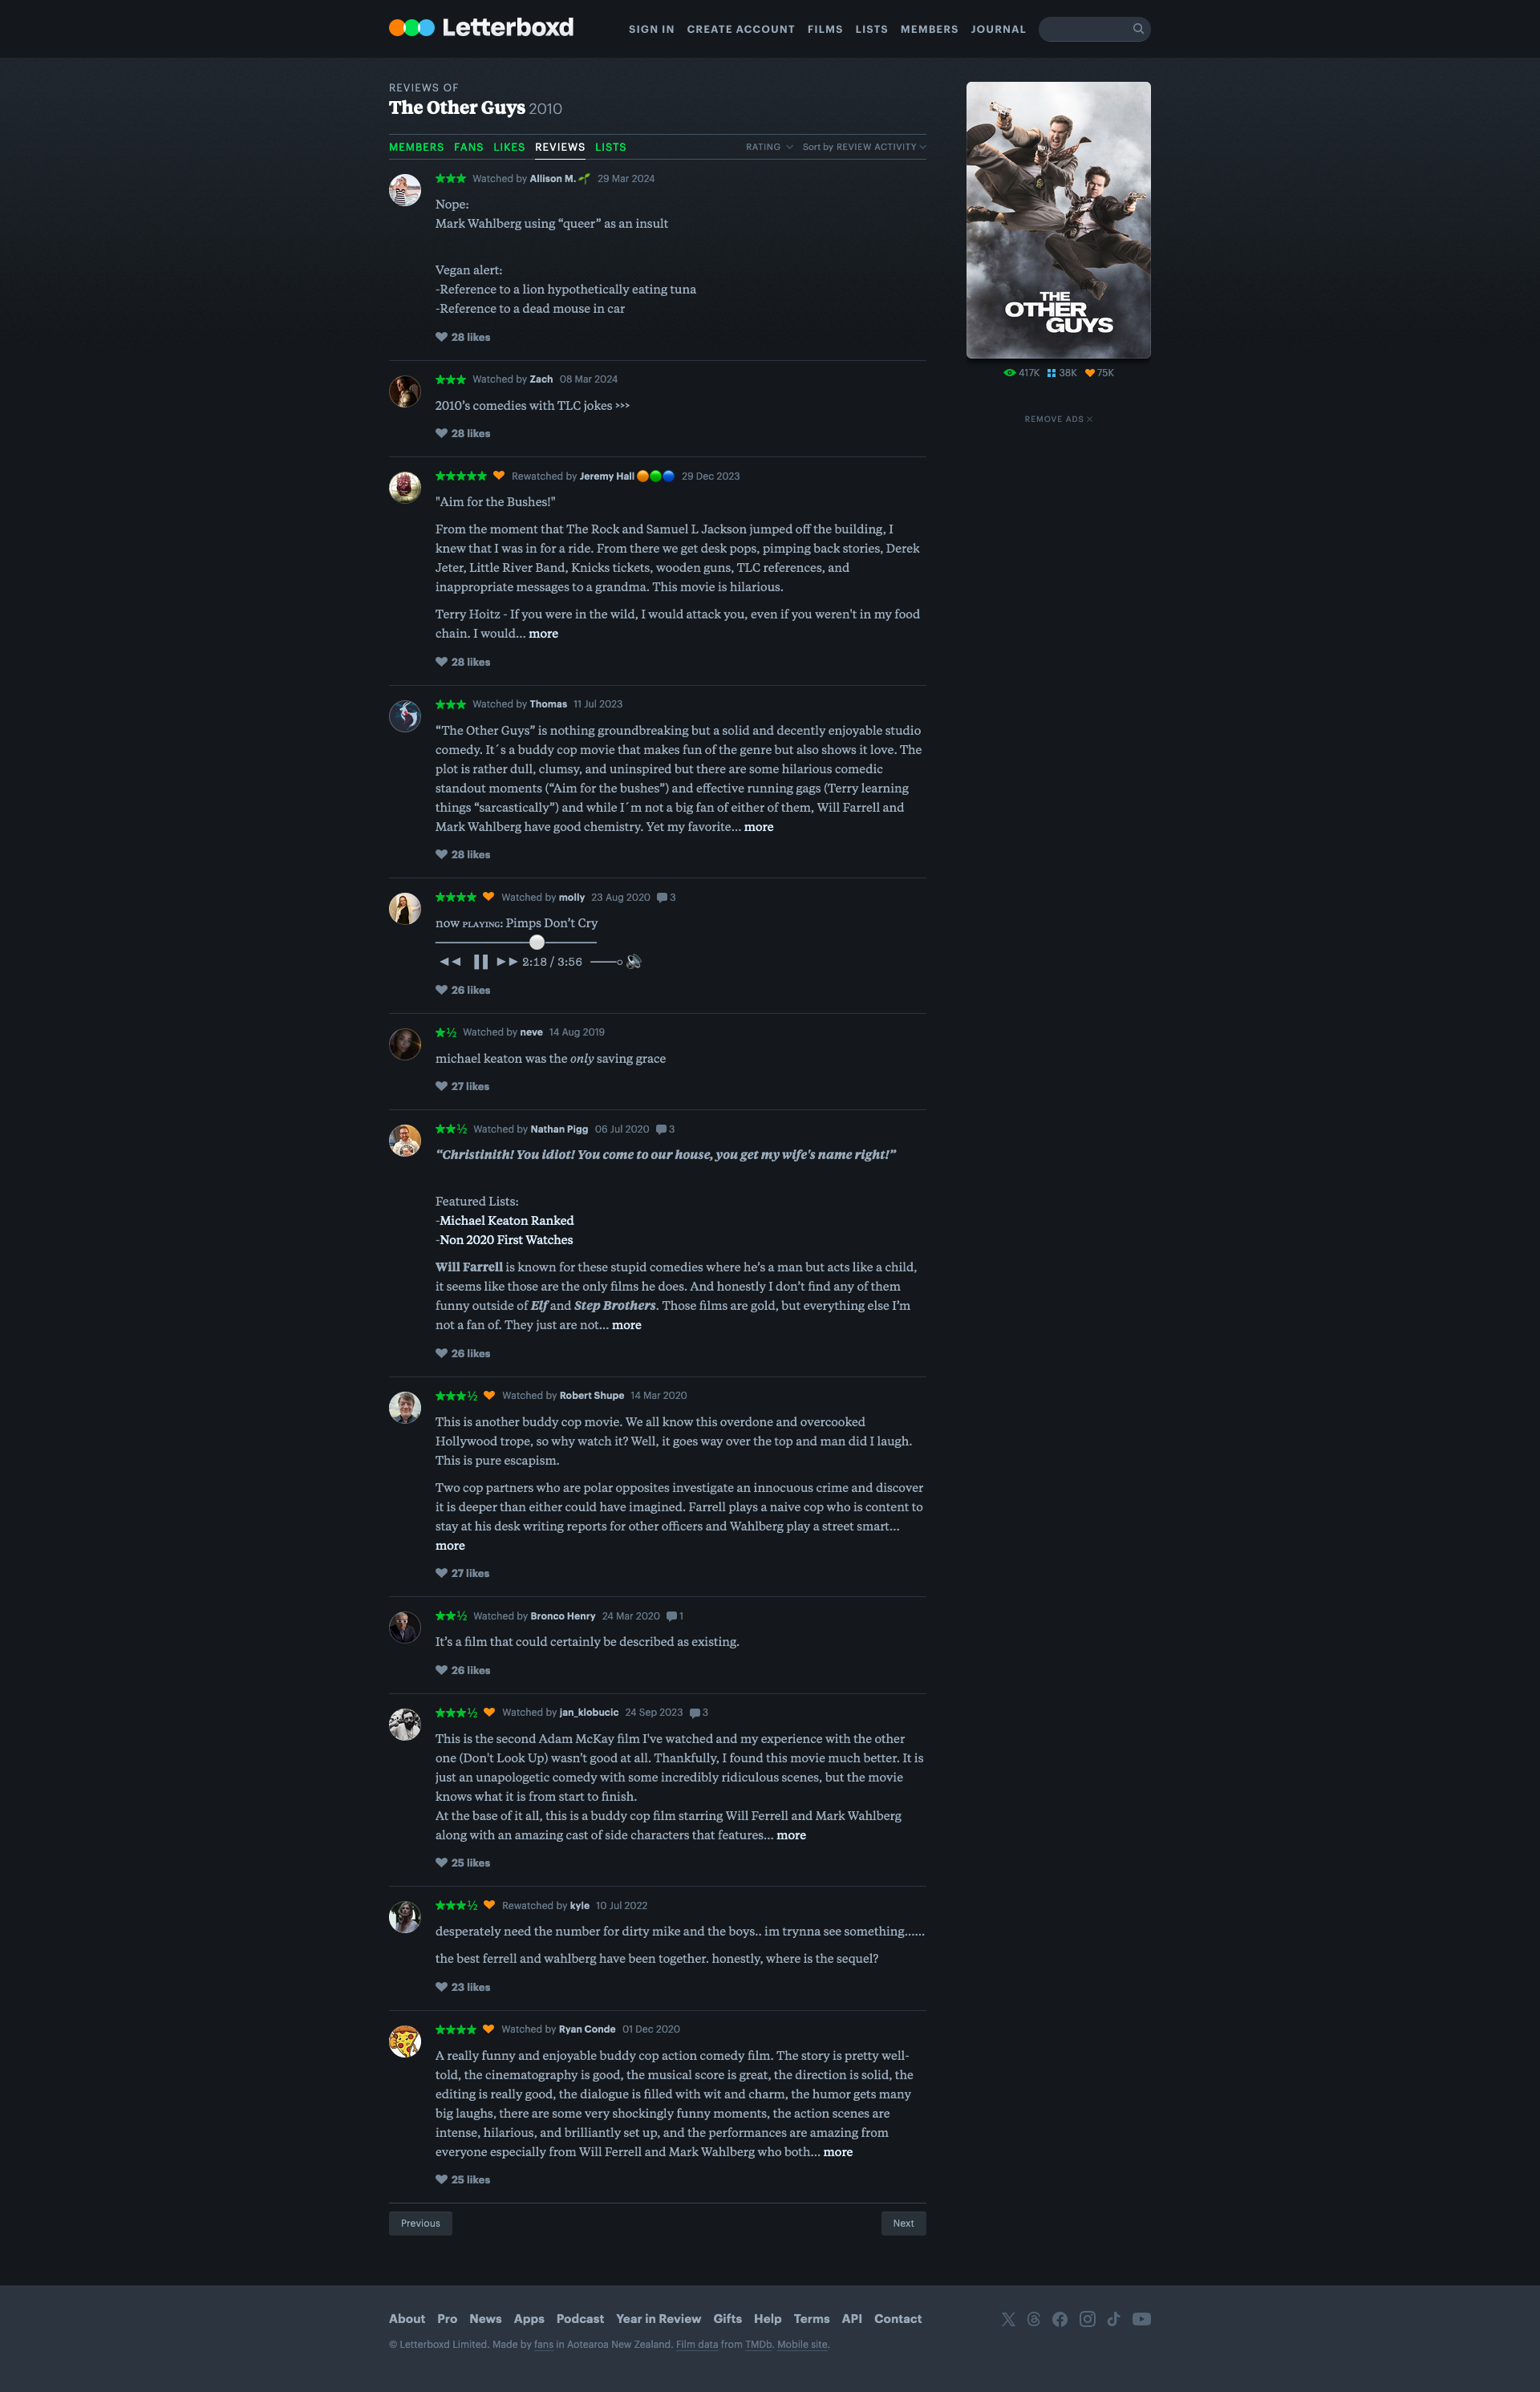 Letterboxd
SIGN IN CREATE ACCOUNT FILMS LISTS MEMBERS JOURNAL
REVIEWS OF
The Other Guys 2010
MEMBERS FANS LIKES REVIEWS LISTS
RATING Sort by REVIEW ACTIVITY
★★★ Watched by Allison M.🌱 29 Mar 2024
Nope:
Mark Wahlberg using “queer” as an insult
Vegan alert:
-Reference to a lion hypothetically eating tuna
-Reference to a dead mouse in car
28 likes
★★★ Watched by Zach 08 Mar 2024
2010’s comedies with TLC jokes >>>
28 likes
★★★★★ Rewatched by Jeremy Hall 🟠🟢🔵 29 Dec 2023
"Aim for the Bushes!"
From the moment that The Rock and Samuel L Jackson jumped off the building, I
knew that I was in for a ride. From there we get desk pops, pimping back stories, Derek
Jeter, Little River Band, Knicks tickets, wooden guns, TLC references, and
inappropriate messages to a grandma. This movie is hilarious.
Terry Hoitz - If you were in the wild, I would attack you, even if you weren't in my food
chain. I would… more
28 likes
★★★ Watched by Thomas 11 Jul 2023
“The Other Guys” is nothing groundbreaking but a solid and decently enjoyable studio
comedy. It´s a buddy cop movie that makes fun of the genre but also shows it love. The
plot is rather dull, clumsy, and uninspired but there are some hilarious comedic
standout moments (“Aim for the bushes”) and effective running gags (Terry learning
things “sarcastically”) and while I´m not a big fan of either of them, Will Farrell and
Mark Wahlberg have good chemistry. Yet my favorite… more
28 likes
★★★★ Watched by molly 23 Aug 2020 3
now ᴘʟᴀʏɪɴɢ: Pimps Don’t Cry
───────────⚪──────
◄◄⠀▐▐⠀►► 2:18 / 3:56 ───○ 🔊
26 likes
★½ Watched by neve 14 Aug 2019
michael keaton was the only saving grace
27 likes
★★½ Watched by Nathan Pigg 06 Jul 2020 3
“Christinith! You idiot! You come to our house, you get my wife's name right!”
Featured Lists:
-Michael Keaton Ranked
-Non 2020 First Watches
Will Farrell is known for these stupid comedies where he’s a man but acts like a child,
it seems like those are the only films he does. And honestly I don’t find any of them
funny outside of Elf and Step Brothers. Those films are gold, but everything else I’m
not a fan of. They just are not… more
26 likes
★★★½ Watched by Robert Shupe 14 Mar 2020
This is another buddy cop movie. We all know this overdone and overcooked
Hollywood trope, so why watch it? Well, it goes way over the top and man did I laugh.
This is pure escapism.
Two cop partners who are polar opposites investigate an innocuous crime and discover
it is deeper than either could have imagined. Farrell plays a naive cop who is content to
stay at his desk writing reports for other officers and Wahlberg play a street smart…
more
27 likes
★★½ Watched by Bronco Henry 24 Mar 2020 1
It’s a film that could certainly be described as existing.
26 likes
★★★½ Watched by jan_klobucic 24 Sep 2023 3
This is the second Adam McKay film I've watched and my experience with the other
one (Don't Look Up) wasn't good at all. Thankfully, I found this movie much better. It is
just an unapologetic comedy with some incredibly ridiculous scenes, but the movie
knows what it is from start to finish.
At the base of it all, this is a buddy cop film starring Will Ferrell and Mark Wahlberg
along with an amazing cast of side characters that features… more
25 likes
★★★½ Rewatched by kyle 10 Jul 2022
desperately need the number for dirty mike and the boys.. im trynna see something……
the best ferrell and wahlberg have been together. honestly, where is the sequel?
23 likes
★★★★ Watched by Ryan Conde 01 Dec 2020
A really funny and enjoyable buddy cop action comedy film. The story is pretty well-
told, the cinematography is good, the musical score is great, the direction is solid, the
editing is really good, the dialogue is filled with wit and charm, the humor gets many
big laughs, there are some very shockingly funny moments, the action scenes are
intense, hilarious, and brilliantly set up, and the performances are amazing from
everyone especially from Will Ferrell and Mark Wahlberg who both… more
25 likes
Previous
Next
THE
OTHER
GUYS
417K 38K 75K
REMOVE ADS
About Pro News Apps Podcast Year in Review Gifts Help Terms API Contact
© Letterboxd Limited. Made by fans in Aotearoa New Zealand. Film data from TMDb. Mobile site.